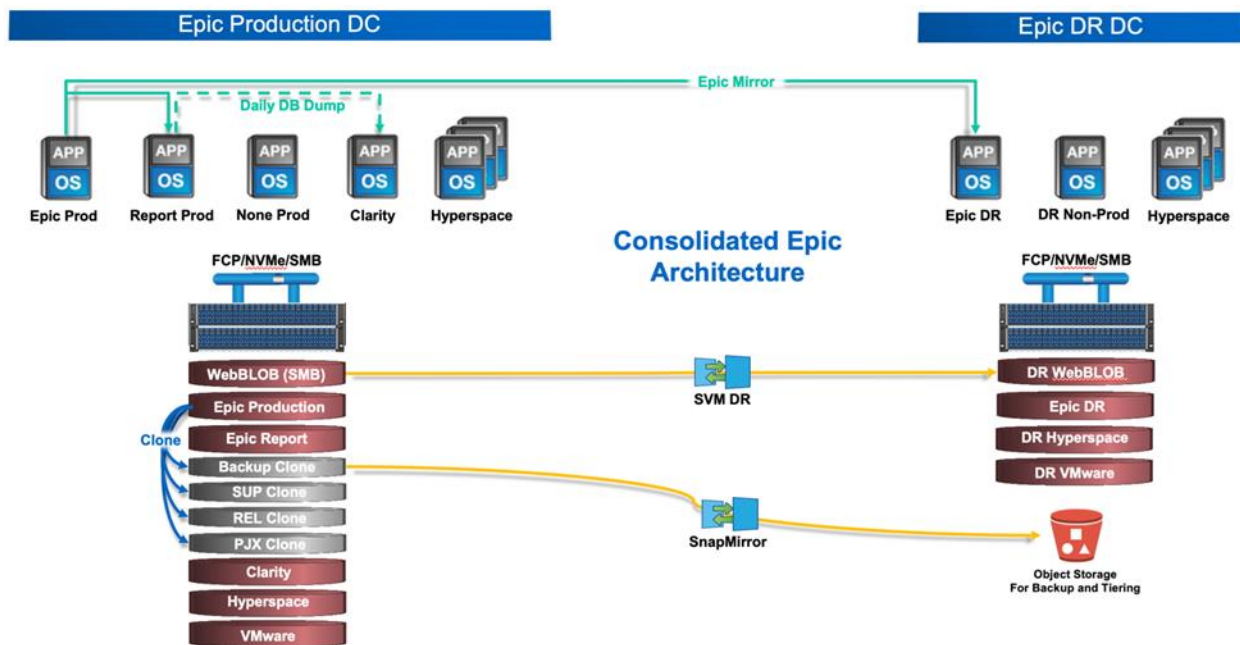 Epic Production DC
Epic DR DC
Epic Mirror
Daily DB Dump
APP
OS
APP
OS
APP
OS
APP
OS
APP
OS
APP
OS
APP
OS
APP
OS
Epic Prod
Report Prod
None Prod
Clarity
Hyperspace
Epic DR
DR Non-Prod
Hyperspace
Consolidated Epic
Architecture
FCP/NVMe/SMB
FCP/NVMe/SMB
WebBLOB (SMB)
Epic Production
Clone
Epic Report
Backup Clone
SUP Clone
REL Clone
PJX Clone
Clarity
Hyperspace
VMware
SVM DR
SnapMirror
DR WebBLOB
Epic DR
DR Hyperspace
DR VMware
Object Storage
For Backup and Tiering